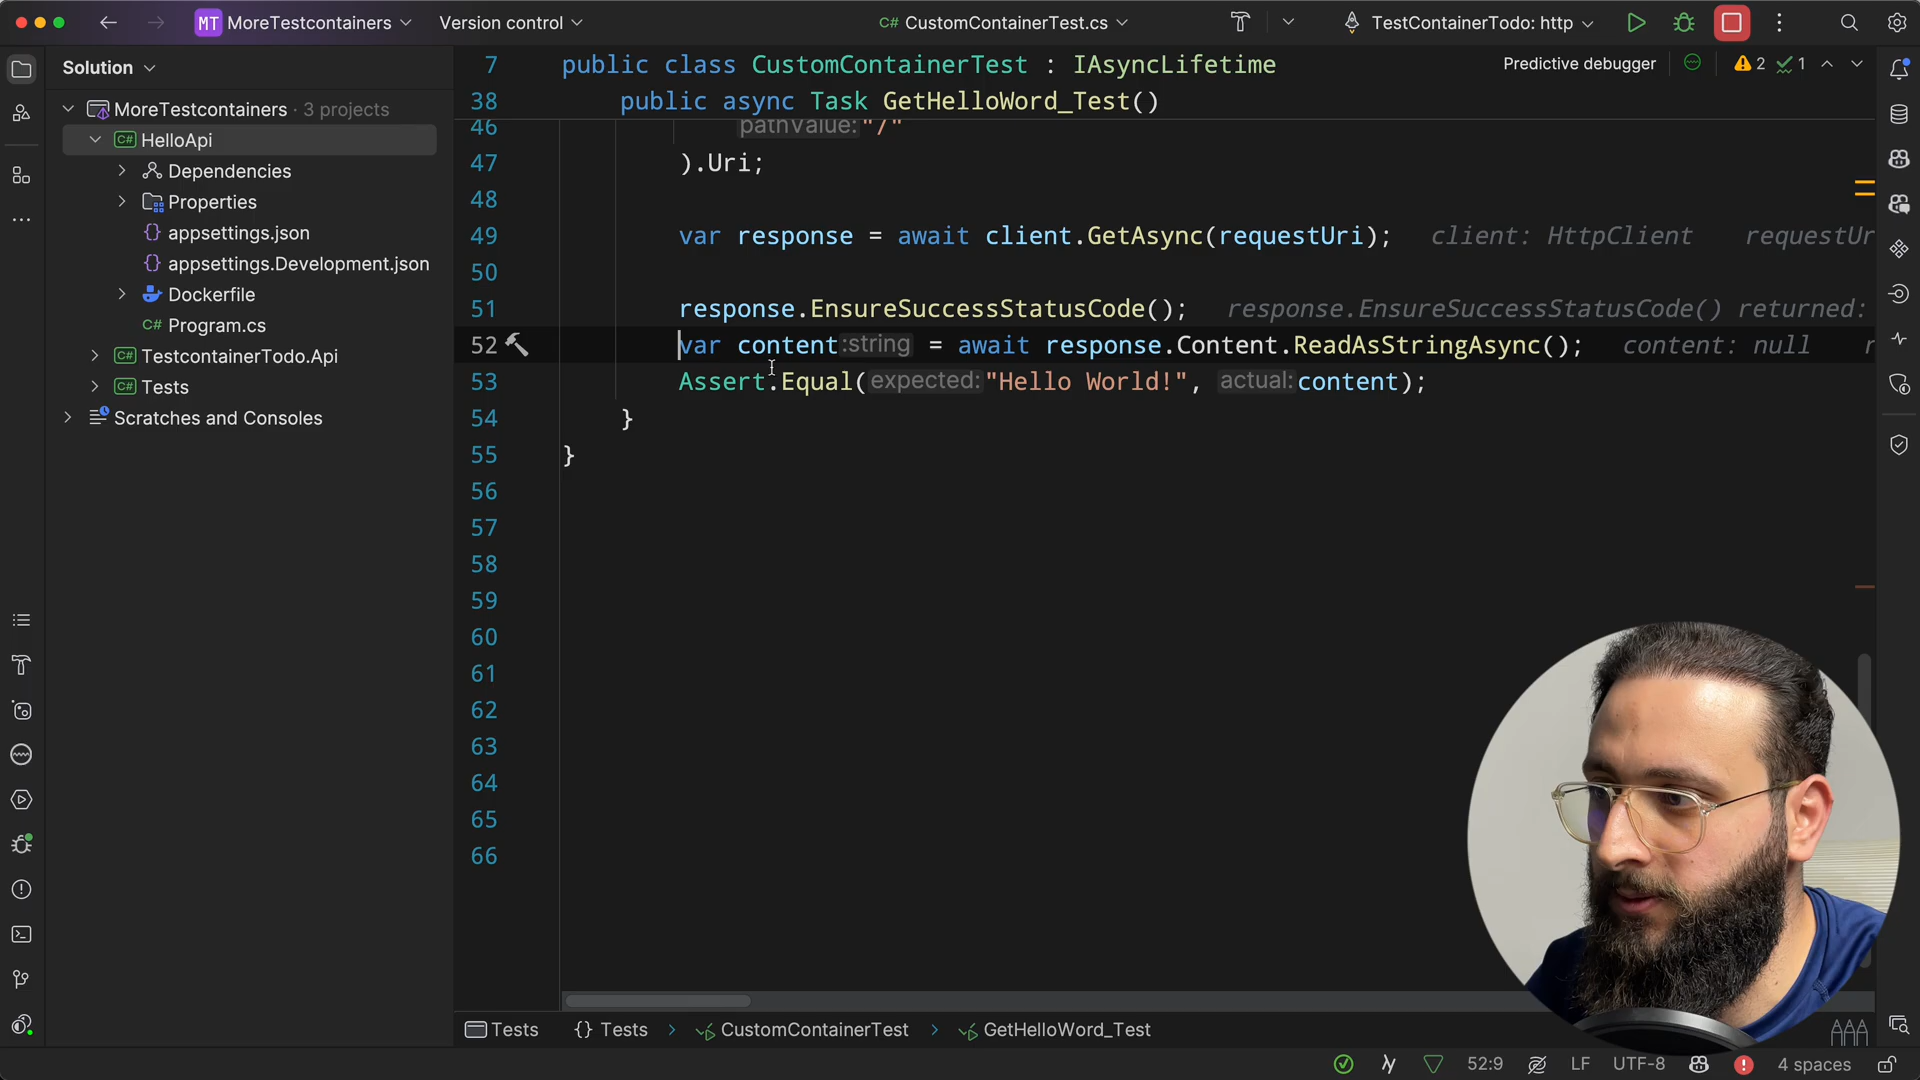 MT MoreTestcontainers
Version control
C# CustomContainerTest.cs
TestContainerTodo: http
Solution
MoreTestcontainers · 3 projects
C# HelloApi
Dependencies
Properties
{} appsettings.json
{} appsettings.Development.json
Dockerfile
C# Program.cs
C# TestcontainerTodo.Api
C# Tests
Scratches and Consoles
Predictive debugger
2
1
7 public class CustomContainerTest : IAsyncLifetime
38 public async Task GetHelloWord_Test()
46 pathValue:"/"
47 ).Uri;
48
49 var response = await client.GetAsync(requestUri); client: HttpClient requestUr
50
51 response.EnsureSuccessStatusCode(); response.EnsureSuccessStatusCode() returned:
52 var content:string = await response.Content.ReadAsStringAsync(); content: null r
53 Assert.Equal(expected:"Hello World!", actual:content);
54 }
55 }
56
57
58
59
60
61
62
63
64
65
66
Tests {} Tests > CustomContainerTest > GetHelloWord_Test
52:9 LF UTF-8 4 spaces